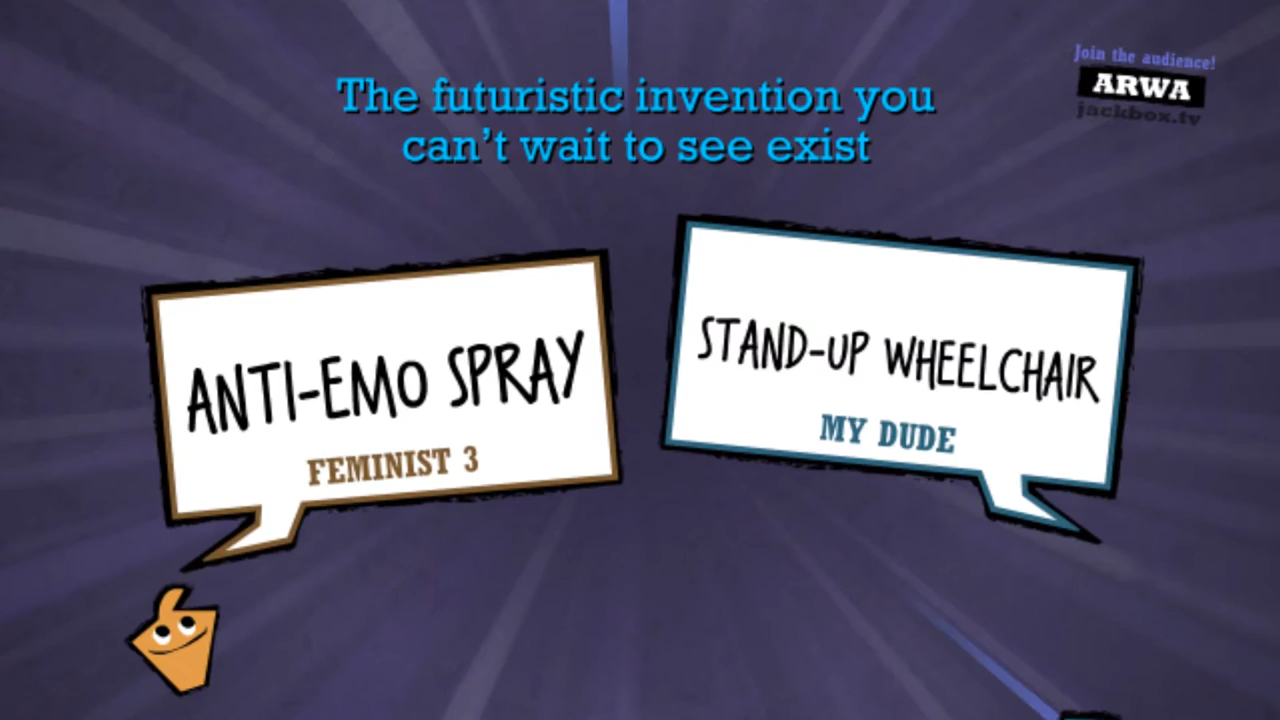 Join the audience!
ARWA
jackbox.tv
The futuristic invention you
can't wait to see exist
ANTI-EMO SPRAY
FEMINIST 3
STAND-UP WHEELCHAIR
MY DUDE